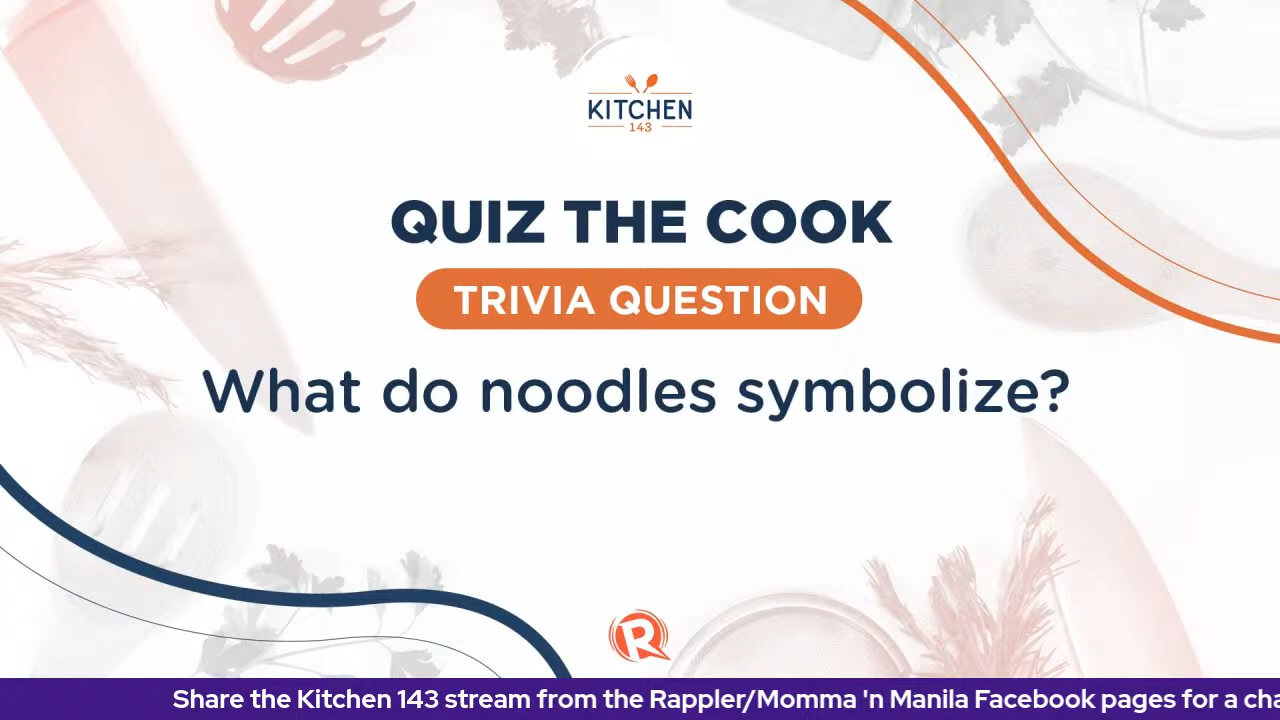 KITCHEN
143
QUIZ THE COOK
TRIVIA QUESTION
What do noodles symbolize?
R
Share the Kitchen 143 stream from the Rappler/Momma 'n Manila Facebook pages for a cha